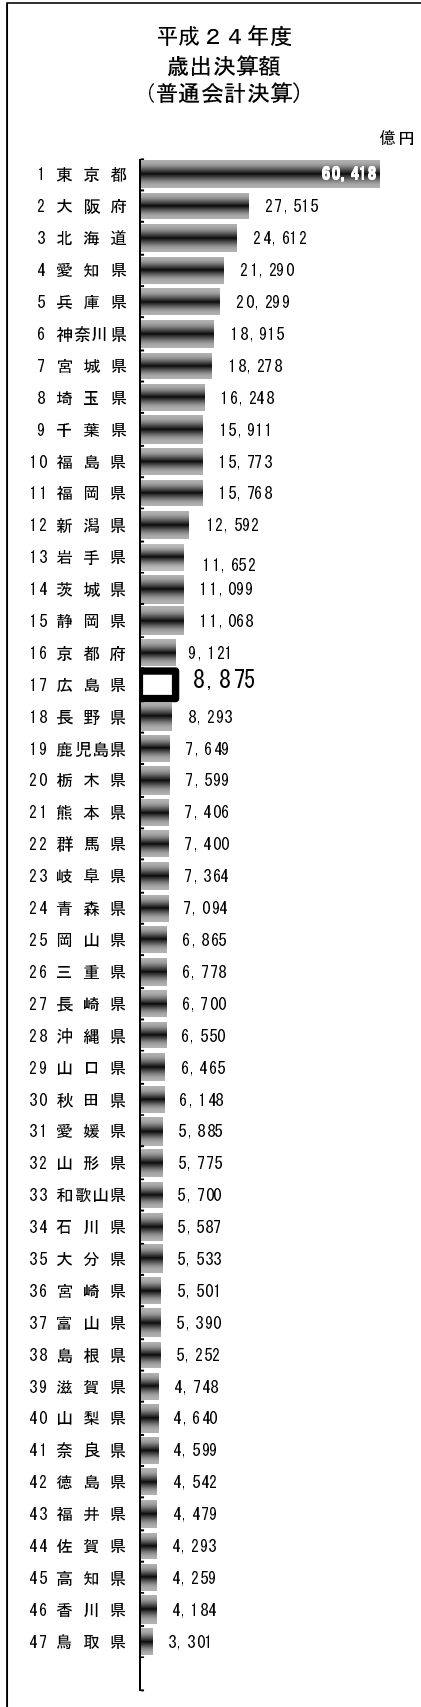 平成２４年度
歳出決算額
(普通会計決算)
億円
1 東京都 60,418
2 大阪府 27,515
3 北海道 24,612
4 愛知県 21,290
5 兵庫県 20,299
6 神奈川県 18,915
7 宮城県 18,278
8 埼玉県 16,248
9 千葉県 15,911
10 福島県 15,773
11 福岡県 15,768
12 新潟県 12,592
13 岩手県 11,652
14 茨城県 11,099
15 静岡県 11,068
16 京都府 9,121
17 広島県 8,875
18 長野県 8,293
19 鹿児島県 7,649
20 栃木県 7,599
21 熊本県 7,406
22 群馬県 7,400
23 岐阜県 7,364
24 青森県 7,094
25 岡山県 6,865
26 三重県 6,778
27 長崎県 6,700
28 沖縄県 6,550
29 山口県 6,465
30 秋田県 6,148
31 愛媛県 5,885
32 山形県 5,775
33 和歌山県 5,700
34 石川県 5,587
35 大分県 5,533
36 宮崎県 5,501
37 富山県 5,390
38 島根県 5,252
39 滋賀県 4,748
40 山梨県 4,640
41 奈良県 4,599
42 徳島県 4,542
43 福井県 4,479
44 佐賀県 4,293
45 高知県 4,259
46 香川県 4,184
47 鳥取県 3,301